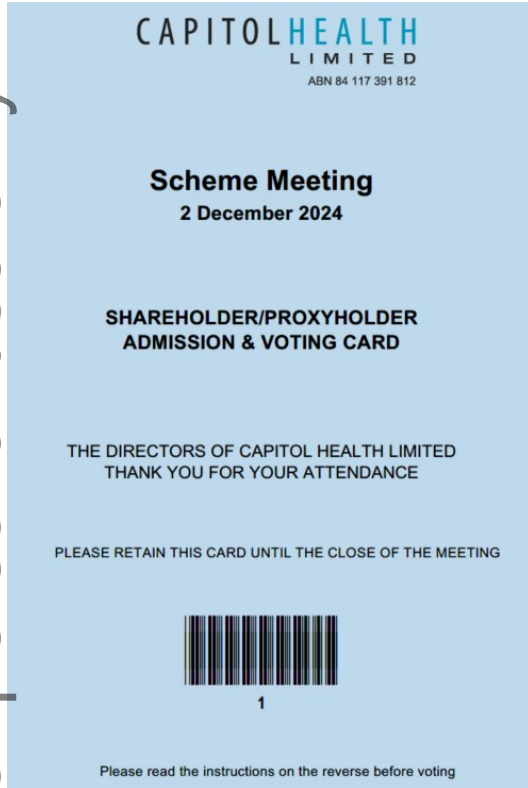 CAPITOLHEALTH
LIMITED
ABN 84 117 391 812
Scheme Meeting
2 December 2024
SHAREHOLDER/PROXYHOLDER
ADMISSION & VOTING CARD
THE DIRECTORS OF CAPITOL HEALTH LIMITED
THANK YOU FOR YOUR ATTENDANCE
PLEASE RETAIN THIS CARD UNTIL THE CLOSE OF THE MEETING
1
Please read the instructions on the reverse before voting